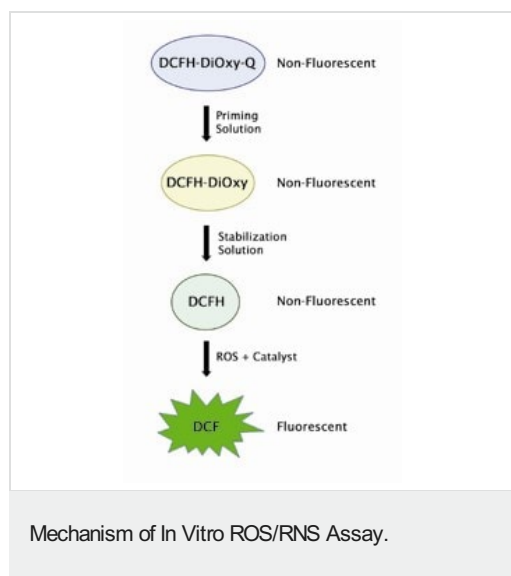 DCFH-DiOxy-Q Non-Fluorescent
Priming
Solution
DCFH-DiOxy Non-Fluorescent
Stabilization
Solution
DCFH Non-Fluorescent
ROS + Catalyst
DCF Fluorescent
Mechanism of In Vitro ROS/RNS Assay.